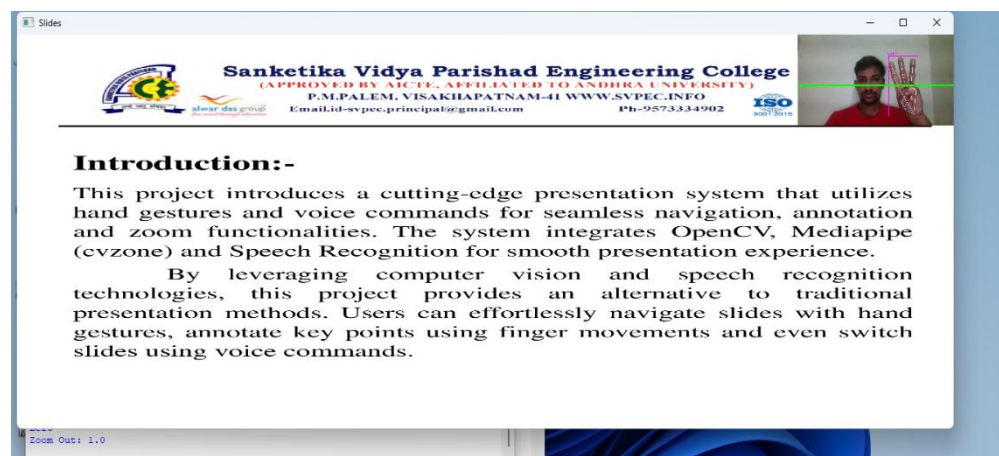 Slides
Sanketika Vidya Parishad Engineering College
(APPROVED BY AICTE, AFFILIATED TO ANDHRA UNIVERSITY)
P.M.PALEM, VISAKHAPATNAM-41 WWW.SVPEC.INFO
Email.id-svpec.principal@gmail.com Ph-9573334902
alwar das group
ISO
9001:2015
Introduction:-
This project introduces a cutting-edge presentation system that utilizes
hand gestures and voice commands for seamless navigation, annotation
and zoom functionalities. The system integrates OpenCV, Mediapipe
(cvzone) and Speech Recognition for smooth presentation experience.
By leveraging computer vision and speech recognition
technologies, this project provides an alternative to traditional
presentation methods. Users can effortlessly navigate slides with hand
gestures, annotate key points using finger movements and even switch
slides using voice commands.
Zoom Out: 1.0